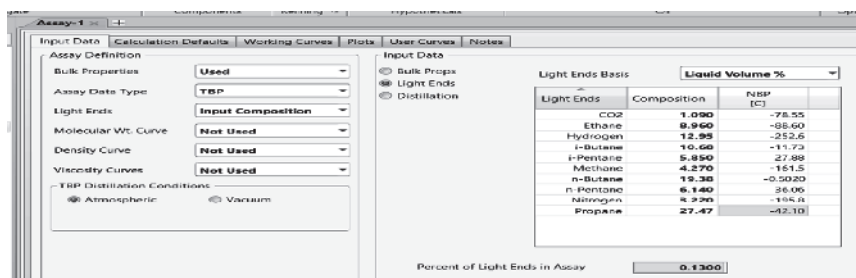 Components
Hypotheticals
Assay-1
Input Data Calculation Defaults Working Curves Plots User Curves Notes
Assay Definition
Bulk Properties Used
Assay Data Type TBP
Light Ends Input Composition
Molecular Wt. Curve Not Used
Density Curve Not Used
Viscosity Curves Not Used
TBP Distillation Conditions
Atmospheric Vacuum
Input Data
Bulk Props
Light Ends
Distillation
Light Ends Basis Liquid Volume %
Light Ends Composition NBP [C]
CO2 1.090 -78.55
Ethane 8.960 -88.60
Hydrogen 12.95 -252.6
i-Butane 10.60 -11.73
i-Pentane 5.850 27.88
Methane 4.270 -161.5
n-Butane 19.38 -0.5020
n-Pentane 6.140 36.06
Nitrogen 3.220 -195.8
Propane 27.47 -42.10
Percent of Light Ends in Assay 0.1300